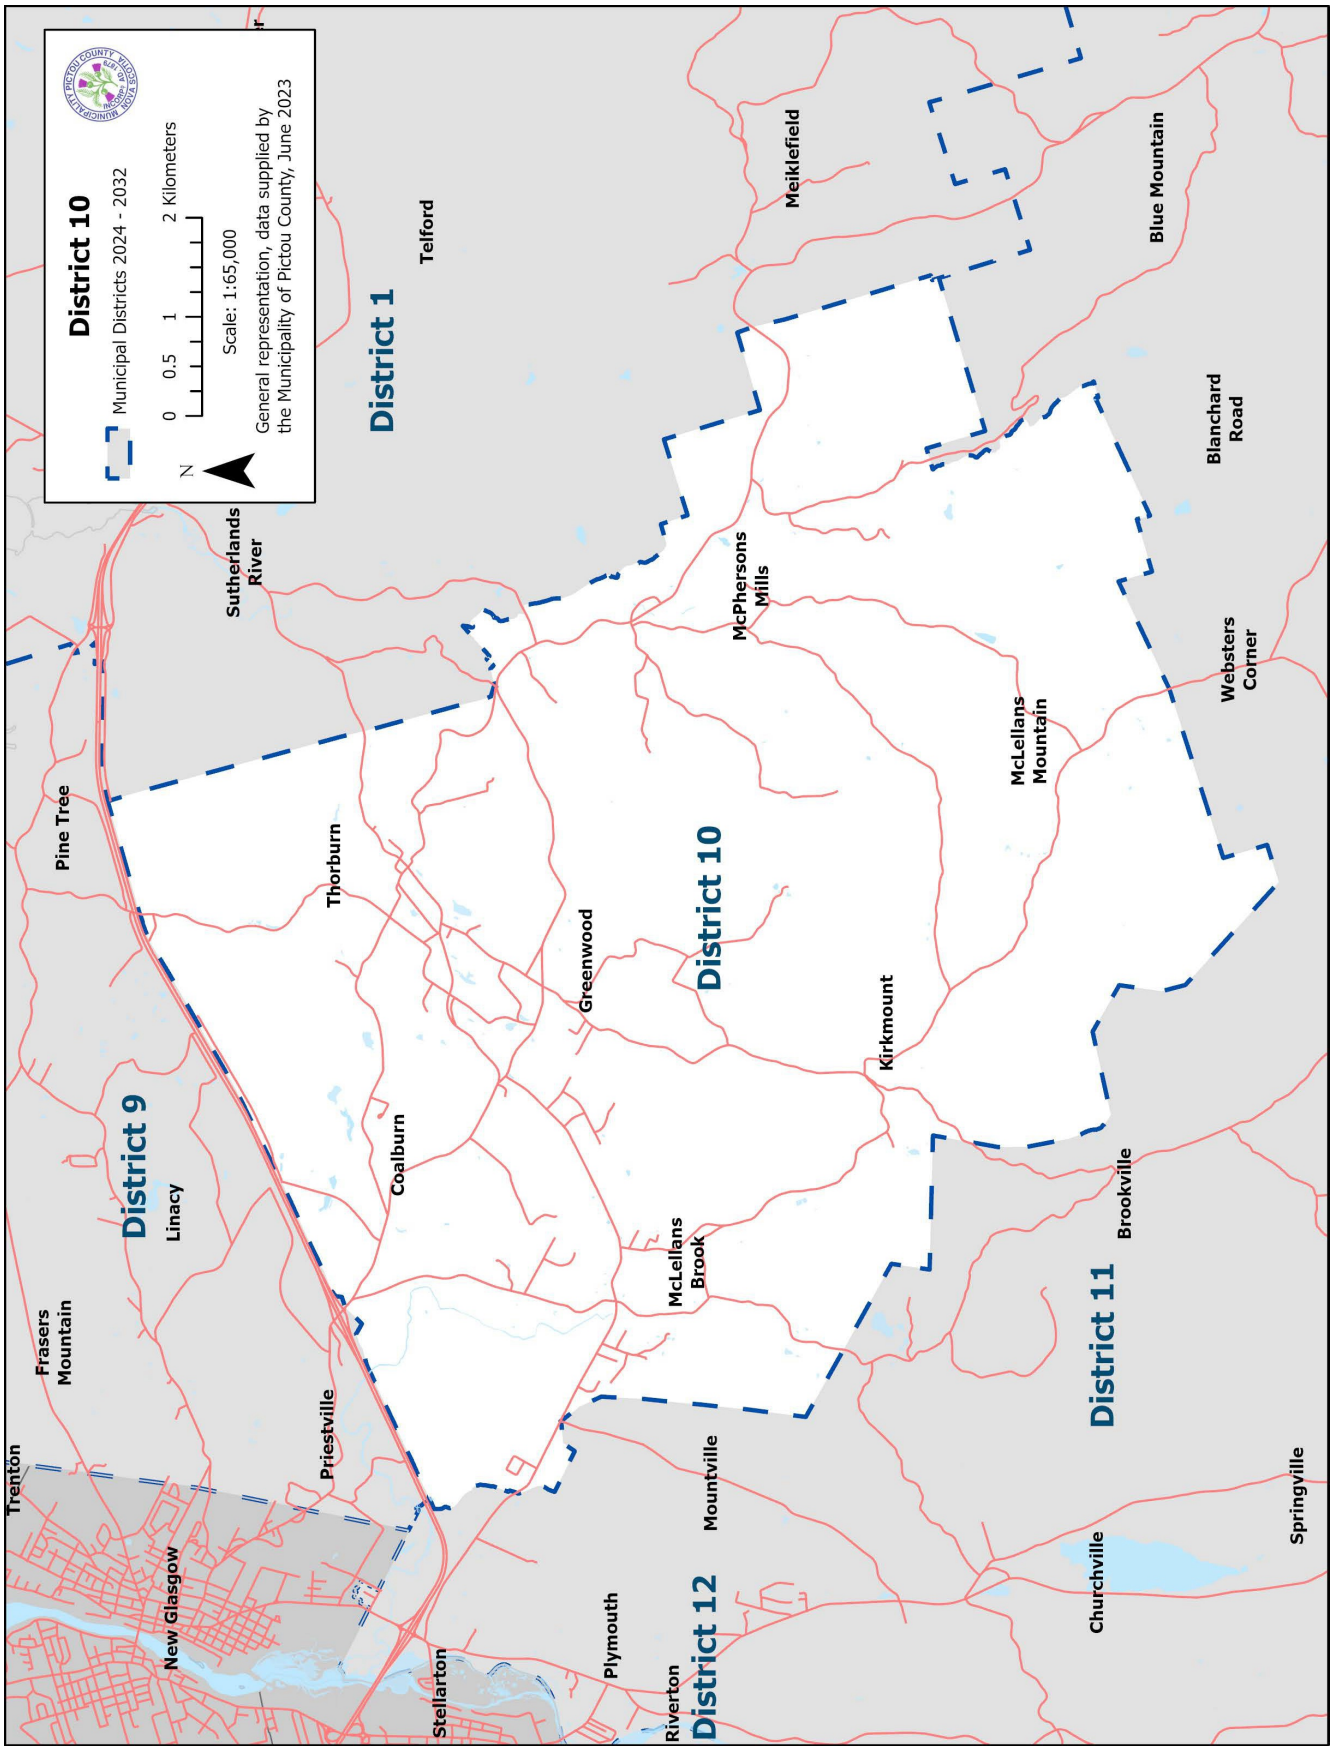 District 10
MUNICIPALITY PICTOU COUNTY
NOVA SCOTIA
INCORP'D
AD. 1879
Municipal Districts 2024 - 2032
0 0.5 1 2 Kilometers
N
Scale: 1:65,000
General representation, data supplied by
the Municipality of Pictou County, June 2023
er
Trenton
Frasers
Mountain
Pine Tree
District 9
Linacy
New Glasgow
Priestville
Sutherlands
River
Thorburn
Coalburn
District 1
Telford
Stellarton
Greenwood
Plymouth
Riverton
District 12
Mountville
McLellans
Brook
District 10
McPhersons
Mills
Meiklefield
Kirkmount
McLellans
Mountain
Churchville
District 11
Brookville
Blue Mountain
Blanchard
Road
Websters
Corner
Springville